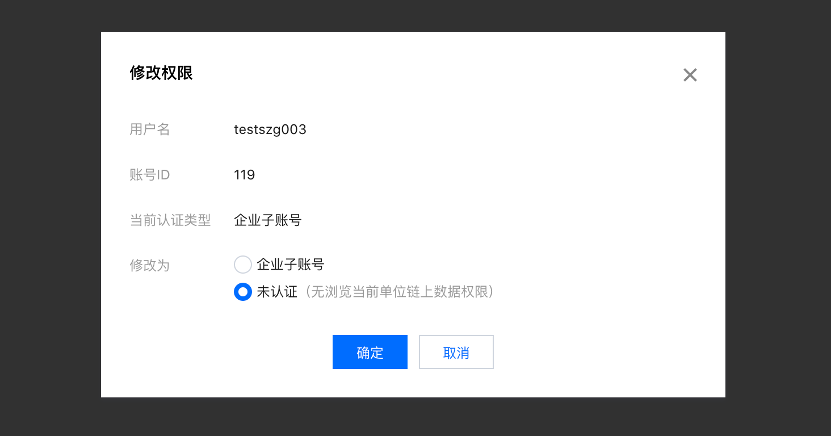 修改权限
用户名 testszg003
账号ID 119
当前认证类型 企业子账号
修改为 企业子账号
未认证（无浏览当前单位链上数据权限）
确定 取消